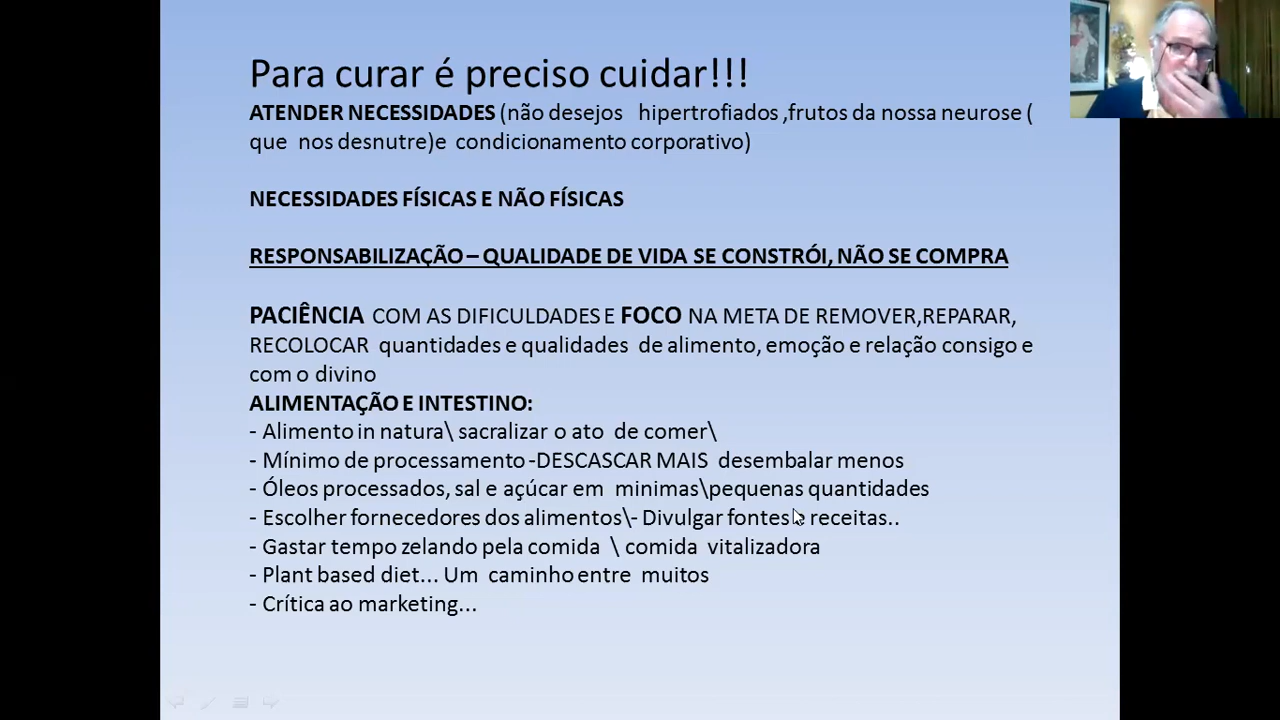 Para curar é preciso cuidar!!!
ATENDER NECESSIDADES (não desejos hipertrofiados ,frutos da nossa neurose (
que nos desnutre)e condicionamento corporativo)
NECESSIDADES FÍSICAS E NÃO FÍSICAS
RESPONSABILIZAÇÃO – QUALIDADE DE VIDA SE CONSTRÓI, NÃO SE COMPRA
PACIÊNCIA COM AS DIFICULDADES E FOCO NA META DE REMOVER,REPARAR,
RECOLOCAR quantidades e qualidades de alimento, emoção e relação consigo e
com o divino
ALIMENTAÇÃO E INTESTINO:
- Alimento in natura\ sacralizar o ato de comer\
- Mínimo de processamento -DESCASCAR MAIS desembalar menos
- Óleos processados, sal e açúcar em minimas\pequenas quantidades
- Escolher fornecedores dos alimentos\- Divulgar fontes e receitas..
- Gastar tempo zelando pela comida \ comida vitalizadora
- Plant based diet... Um caminho entre muitos
- Crítica ao marketing...